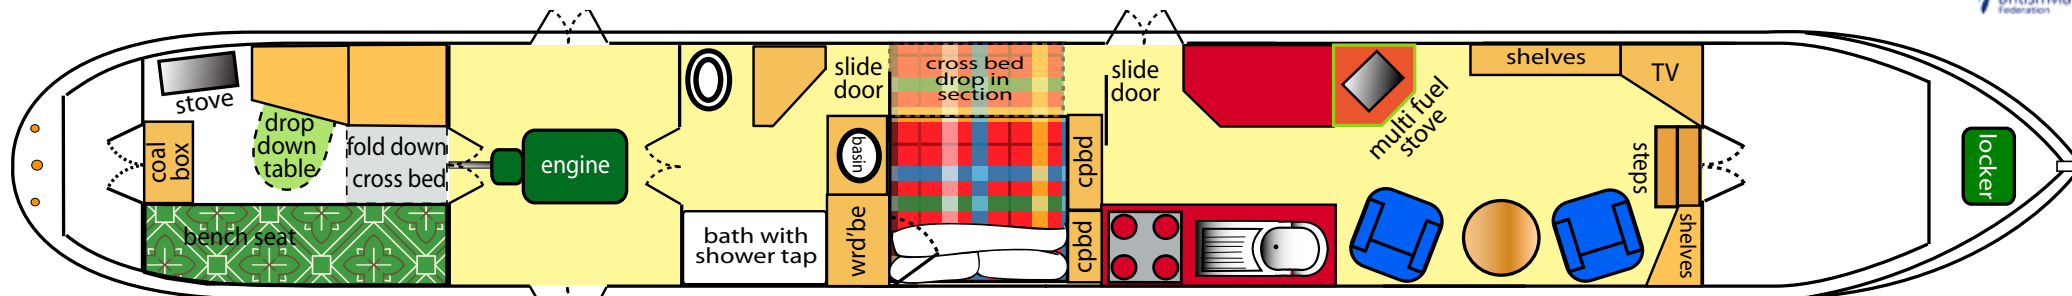 Federation
stove
coal
box
drop
down
table
fold down
cross bed
bench seat
engine
bath with
shower tap
slide
door
basin
wrd'be
cross bed
drop in
section
cpbd
cpbd
slide
door
multi fuel
stove
shelves
TV
steps
shelves
locker